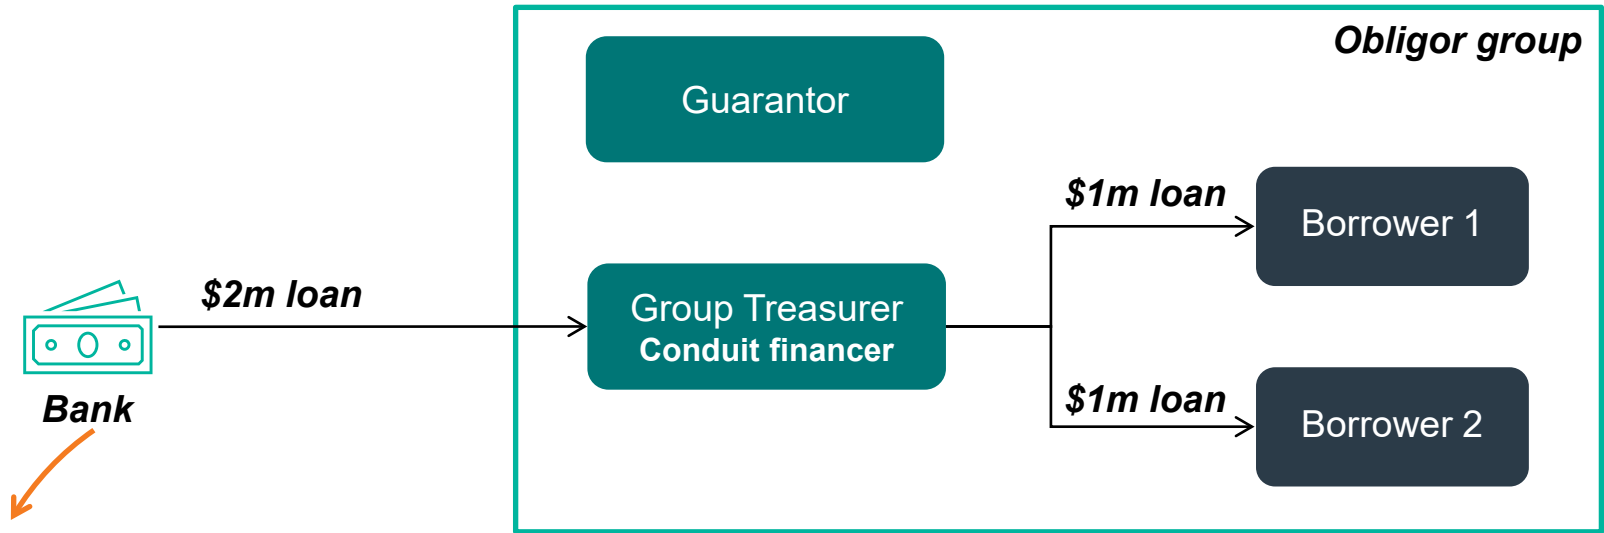 Obligor group
Guarantor
$1m loan
Borrower 1
$2m loan
Group Treasurer
Conduit financer
Bank
$1m loan
Borrower 2